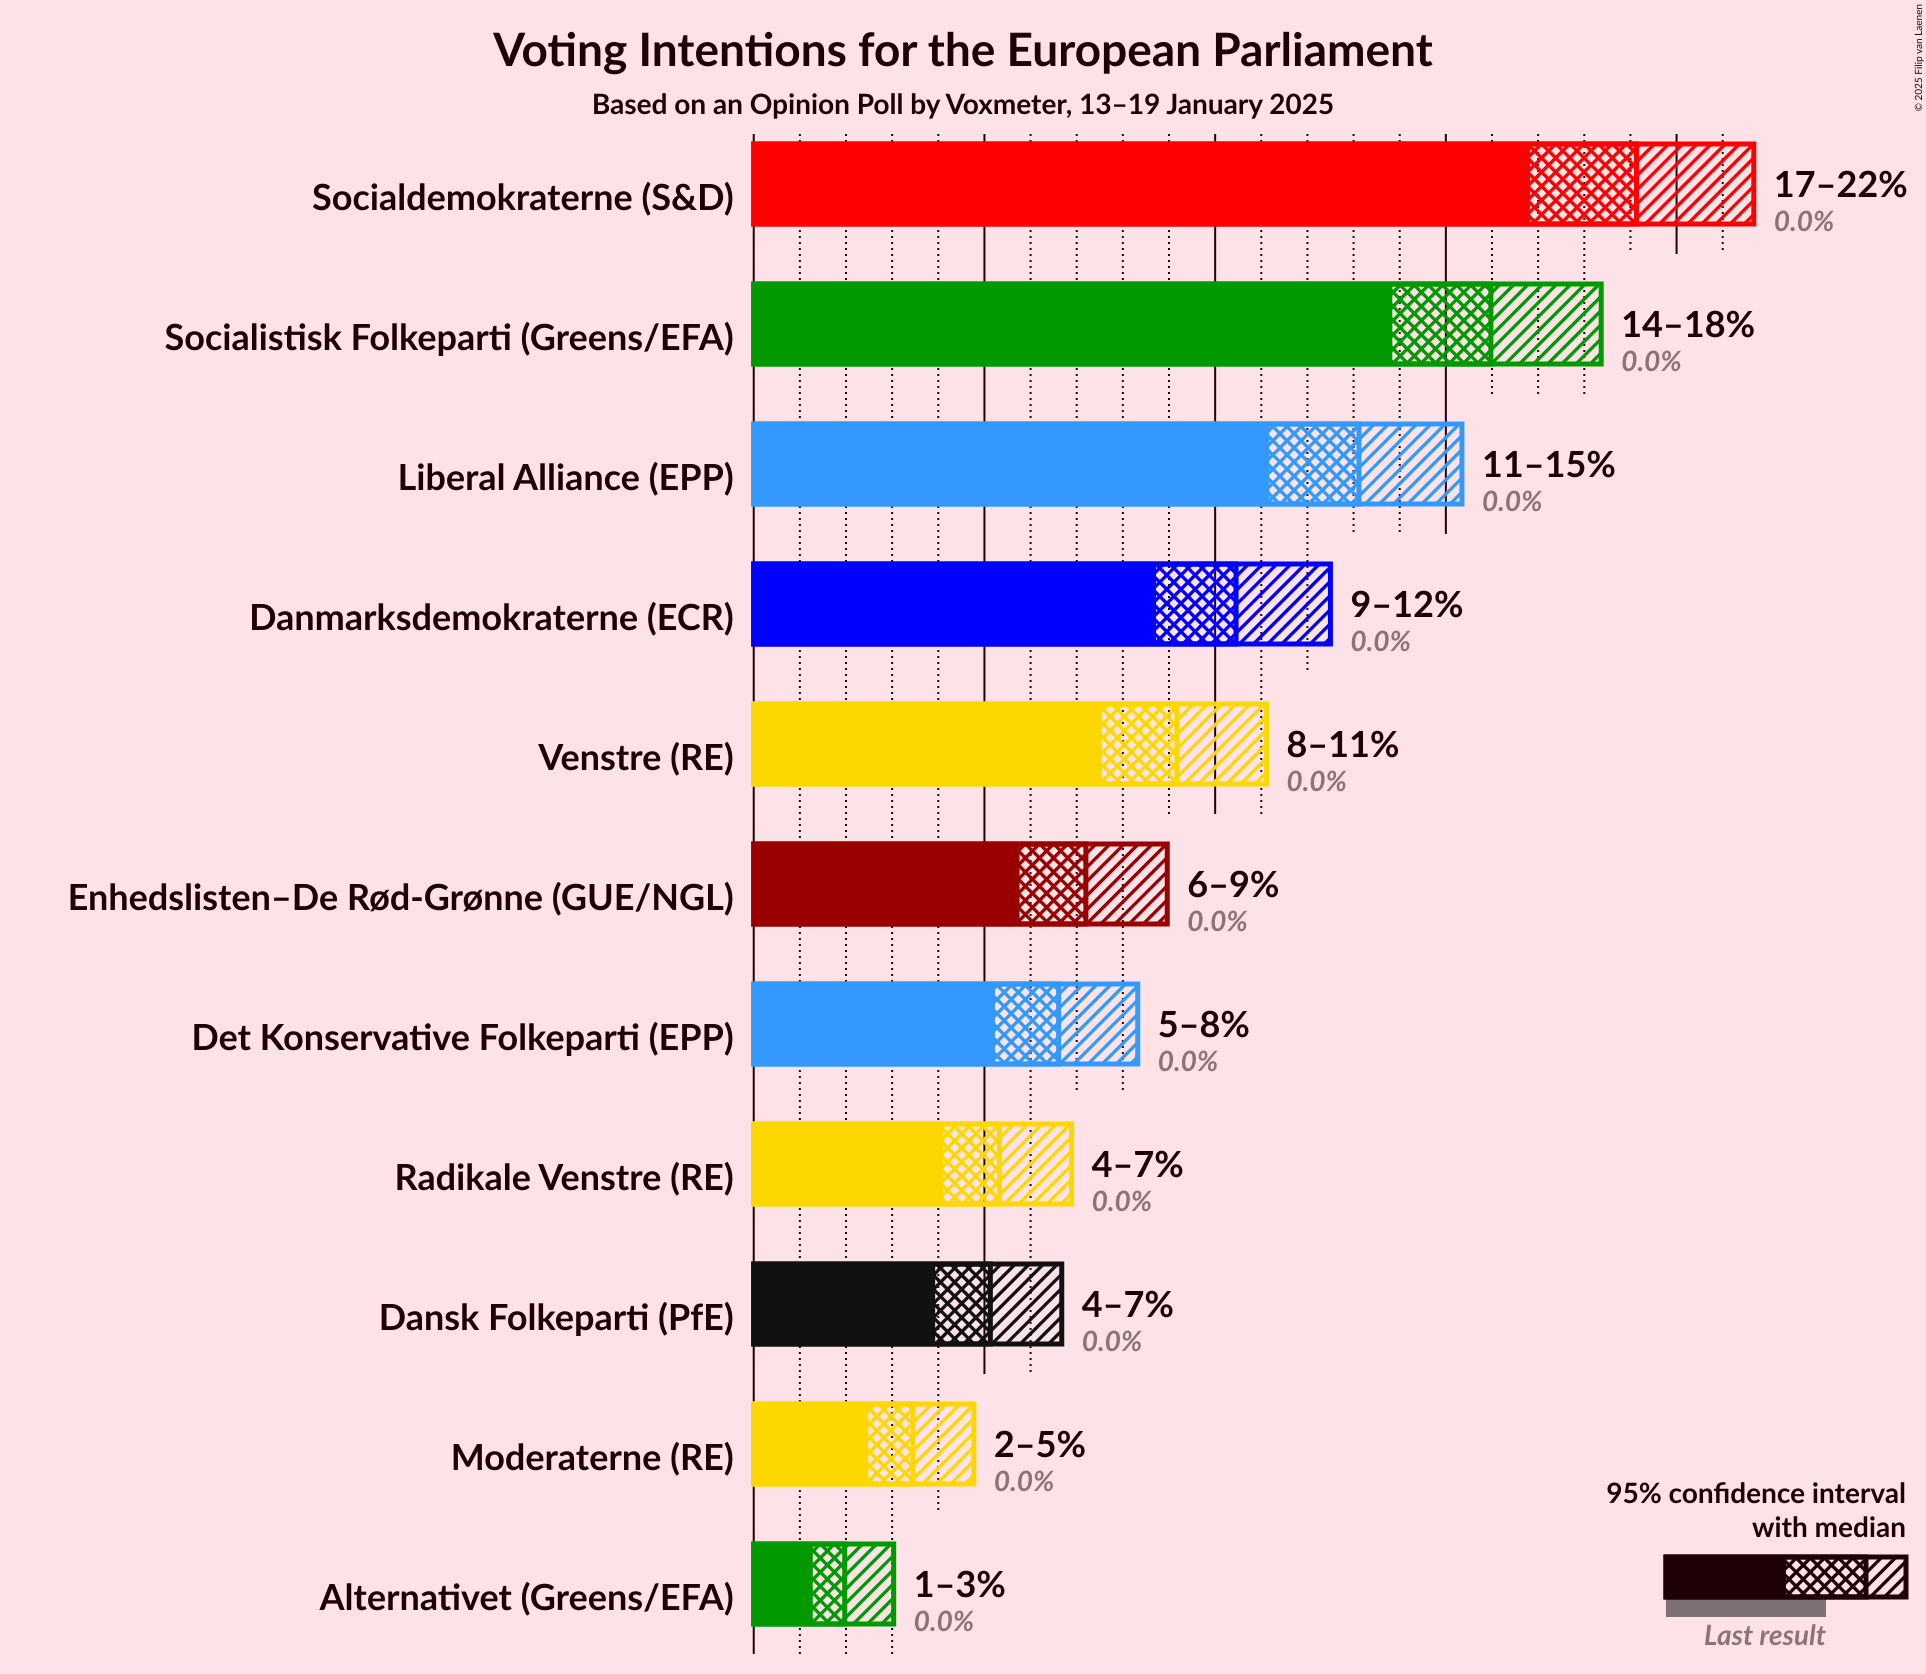 Voting Intentions for the European Parliament
Based on an Opinion Poll by Voxmeter, 13–19 January 2025
© 2025 Filip van Laenen
Socialdemokraterne (S&D)
17–22%
0.0%
Socialistisk Folkeparti (Greens/EFA)
14–18%
0.0%
Liberal Alliance (EPP)
11–15%
0.0%
Danmarksdemokraterne (ECR)
9–12%
0.0%
Venstre (RE)
8–11%
0.0%
Enhedslisten–De Rød-Grønne (GUE/NGL)
6–9%
0.0%
Det Konservative Folkeparti (EPP)
5–8%
0.0%
Radikale Venstre (RE)
4–7%
0.0%
Dansk Folkeparti (PfE)
4–7%
0.0%
Moderaterne (RE)
2–5%
0.0%
Alternativet (Greens/EFA)
1–3%
0.0%
95% confidence interval
with median
Last result